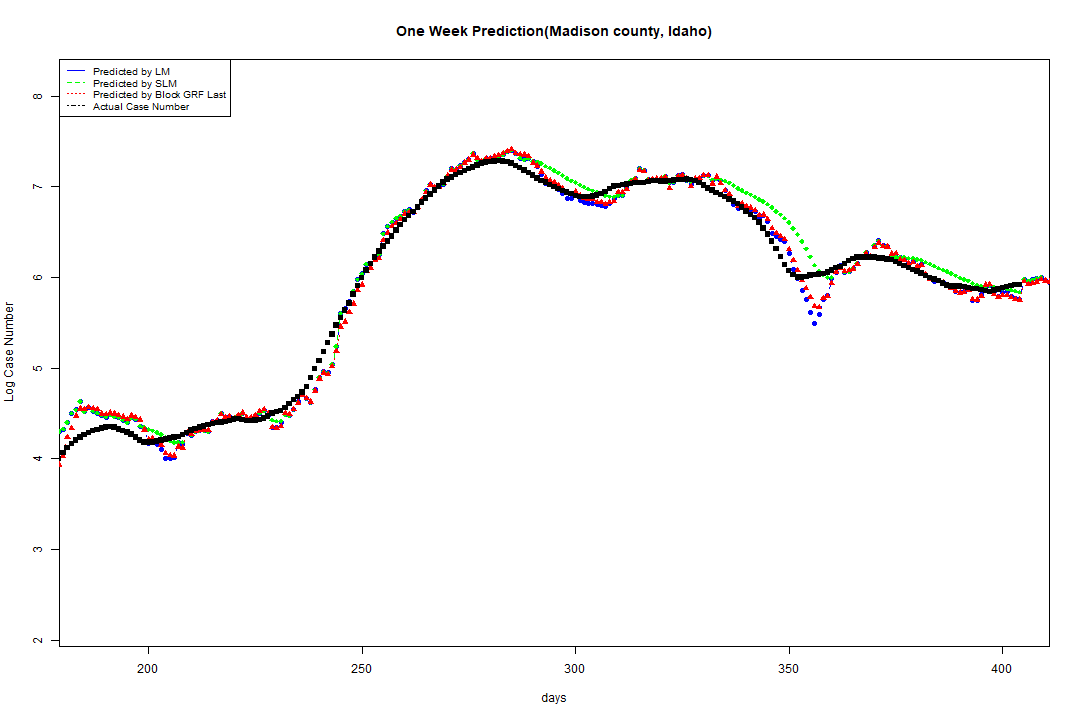 One Week Prediction(Madison county, Idaho)
Predicted by LM
Predicted by SLM
Predicted by Block GRF Last
Actual Case Number
8
7
6
5
4
3
2
Log Case Number
200 250 300 350 400
days